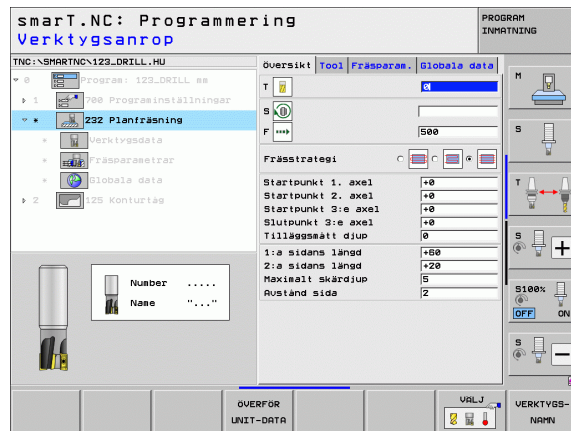 smarT.NC: Programmering
Verktygsanrop
PROGRAM
INMATNING
TNC:\SMARTNC\123_DRILL.HU
0 Program: 123_DRILL mm
1 700 Programinställningar
* 232 Planfräsning
* Verktygsdata
* Fräsparametrar
* Globala data
2 125 Konturtåg
Number .....
Name "..."
Översikt Tool Fräsparam. Globala data
T 0
S
F 500
Frässtrategi
Startpunkt 1. axel +0
Startpunkt 2. axel +0
Startpunkt 3:e axel +0
Slutpunkt 3:e axel +0
Tilläggsmått djup 0
1:a sidans längd +60
2:a sidans längd +20
Maximalt skärdjup 5
Avstånd sida 2
M
S
T
S
S100%
OFF ON
S
ÖVERFÖR
UNIT-DATA
VÄLJ
VERKTYGS-
NAMN